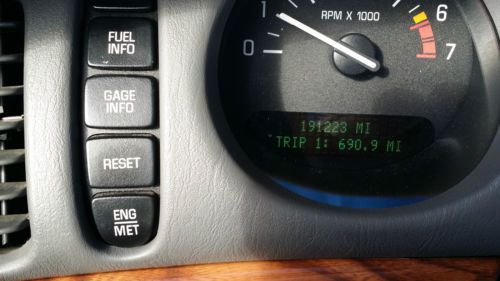 FUEL
INFO
GAGE
INFO
RESET
ENG
MET
1
0
RPM X 1000
6
7
191223 MI
TRIP 1: 690.9 MI